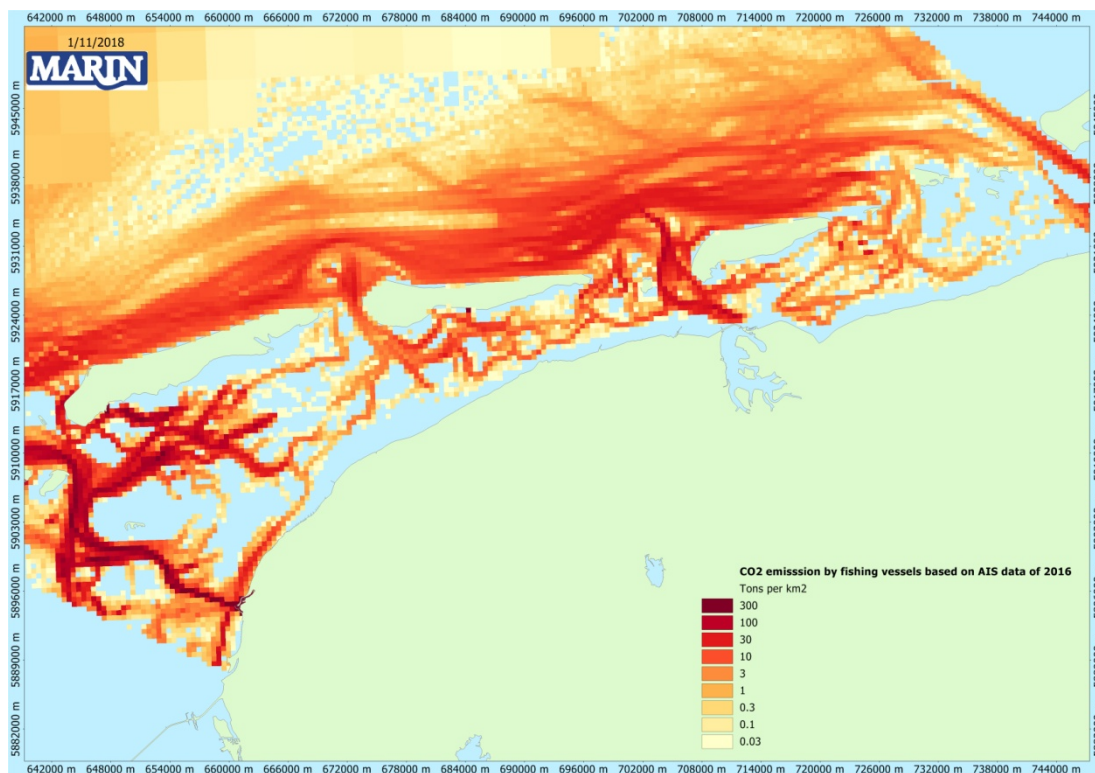 642000 m 648000 m 654000 m 660000 m 666000 m 672000 m 678000 m 684000 m 690000 m 696000 m 702000 m 708000 m 714000 m 720000 m 726000 m 732000 m 738000 m 744000 m
1/11/2018
MARIN
5945000 m
5938000 m
5931000 m
5924000 m
5917000 m
5910000 m
5903000 m
5896000 m
5889000 m
5882000 m
CO2 emisssion by fishing vessels based on AIS data of 2016
Tons per km2
300
100
30
10
3
1
0.3
0.1
0.03
642000 m 648000 m 654000 m 660000 m 666000 m 672000 m 678000 m 684000 m 690000 m 696000 m 702000 m 708000 m 714000 m 720000 m 726000 m 732000 m 738000 m 744000 m